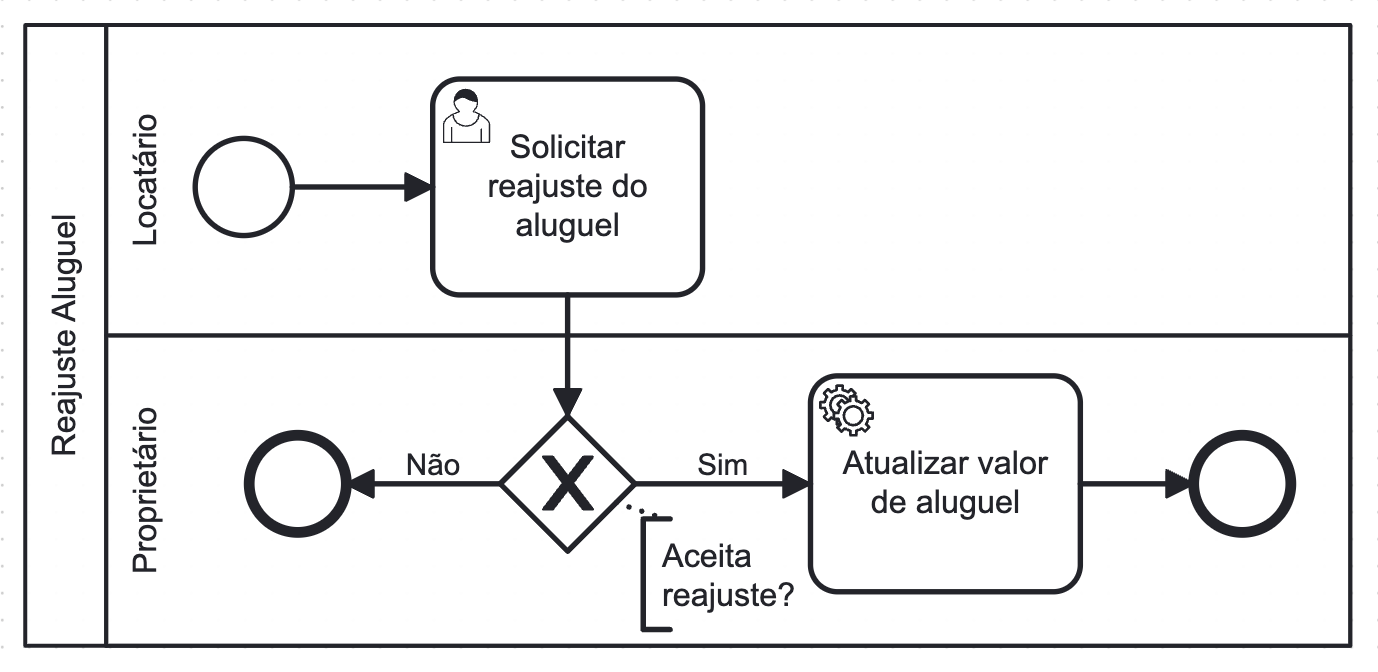 Reajuste Aluguel
Locatário
Solicitar
reajuste do
aluguel
Proprietário
Não
X
Sim
Atualizar valor
de aluguel
Aceita
reajuste?